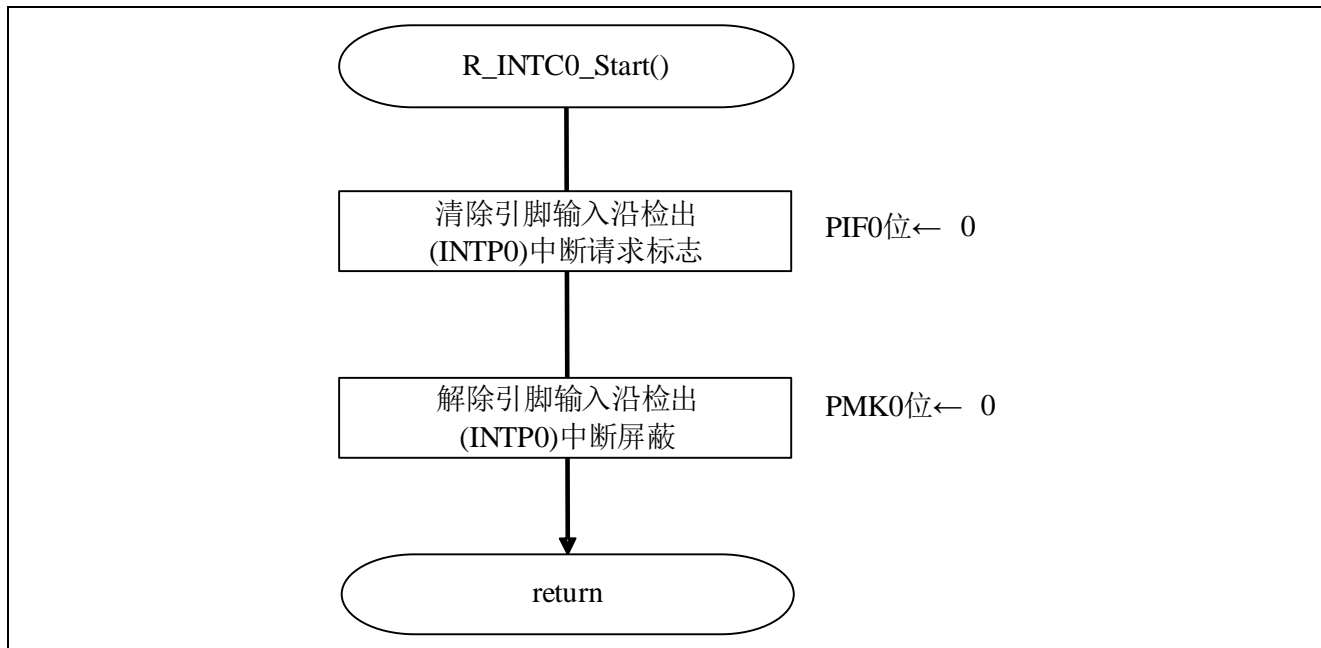 R_INTC0_Start()
清除引脚输入沿检出
(INTP0)中断请求标志
PIF0位← 0
解除引脚输入沿检出
(INTP0)中断屏蔽
PMK0位← 0
return